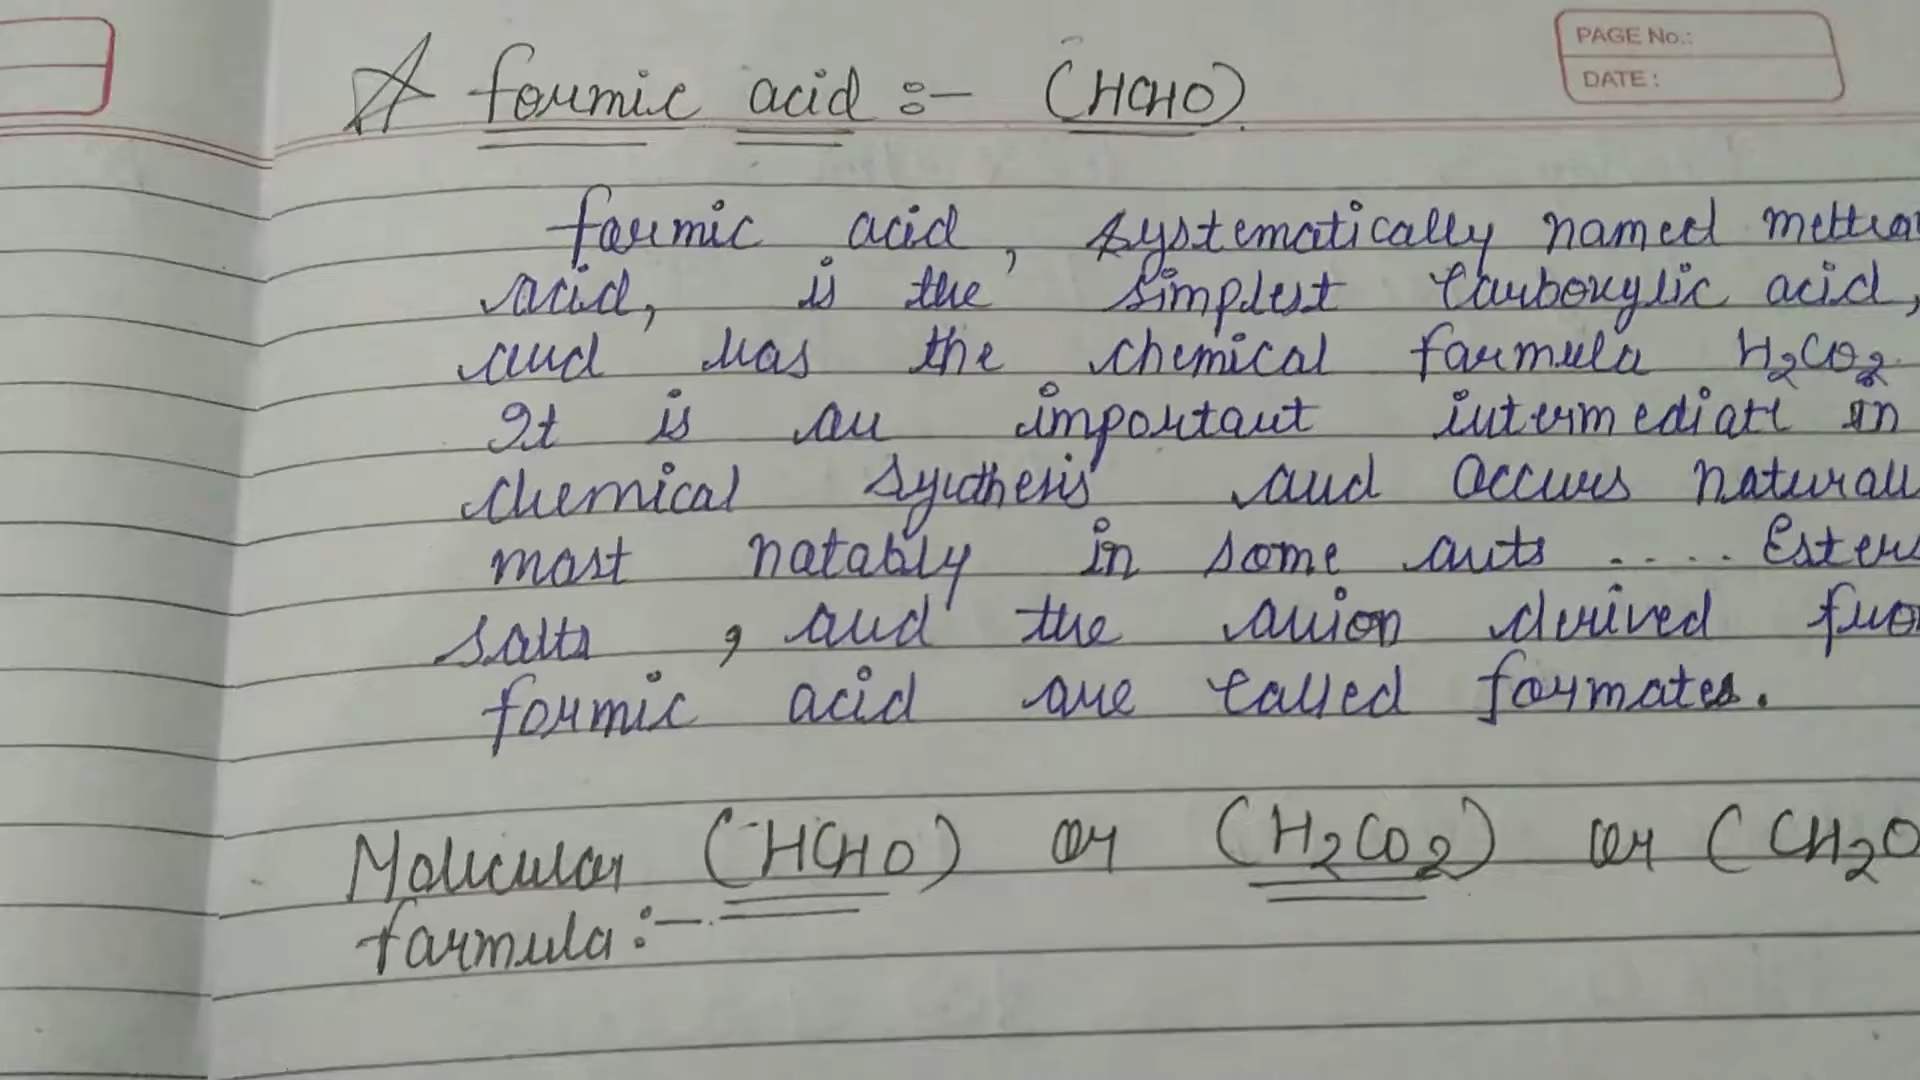 PAGE No.:
DATE:
formic acid :- (HCHO)
formic acid, systematically named
acid, is the simplest carboxylic acid,
and has the chemical formula H₂CO₂
It is an important intermediate in
chemical synthesis and occurs
most notably in some ants ..... Esters
salts, and the anion derived
formic acid are called formates.
Molecular (HCHO) or (H₂CO₂) or (CH₂O
formula:-